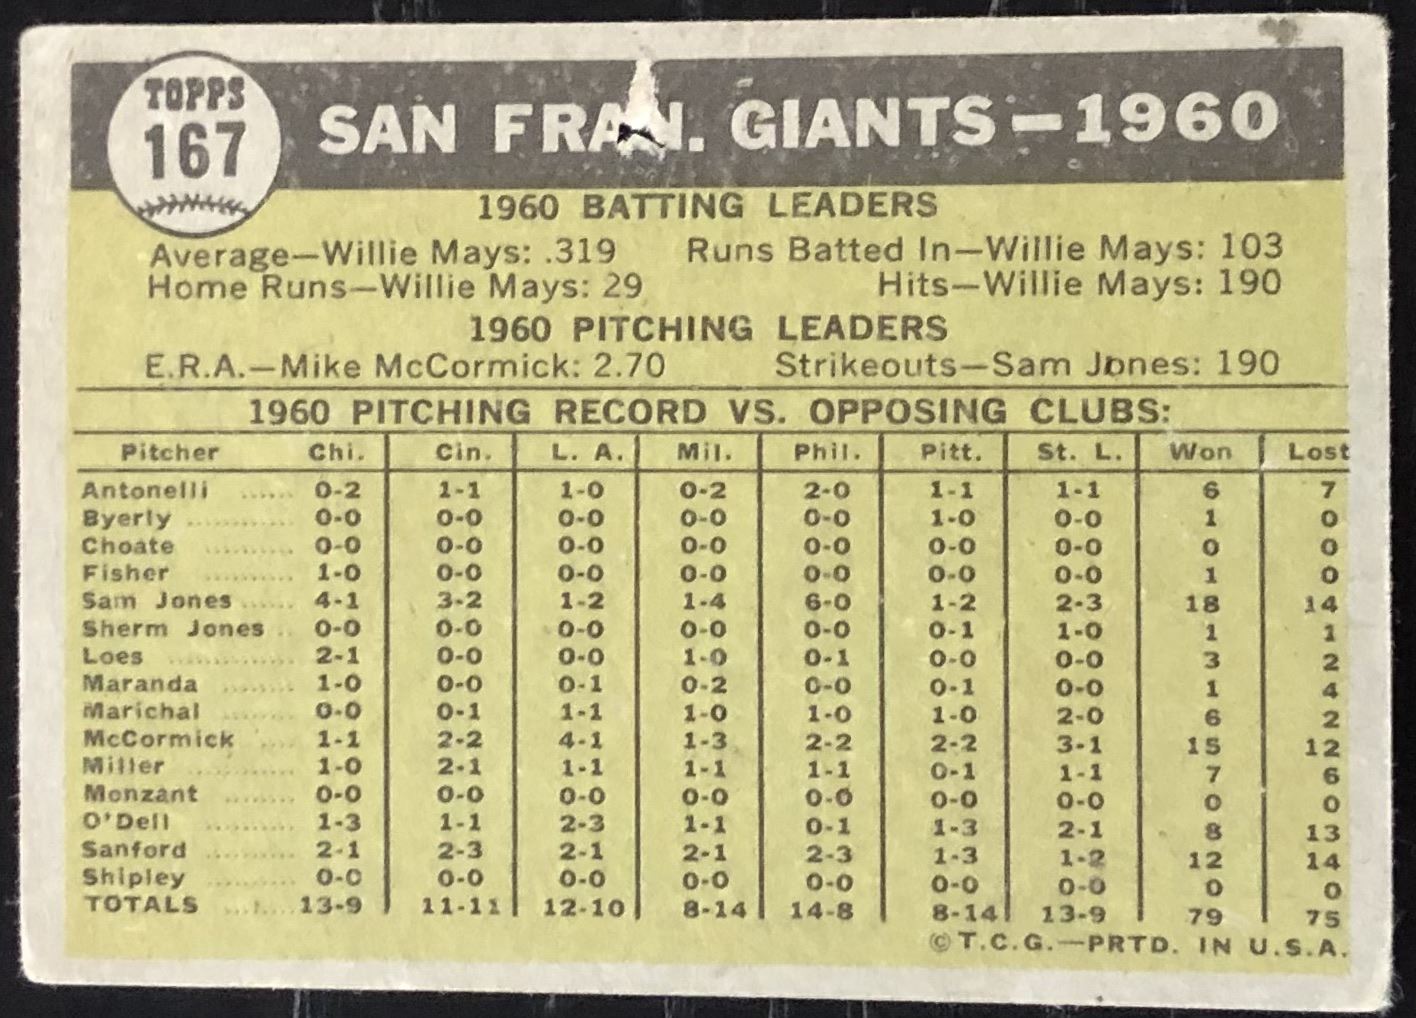 TOPPS
167
SAN FRAN. GIANTS—1960
1960 BATTING LEADERS
Average—Willie Mays: .319 Runs Batted In—Willie Mays: 103
Home Runs—Willie Mays: 29 Hits—Willie Mays: 190
1960 PITCHING LEADERS
E.R.A.—Mike McCormick: 2.70 Strikeouts—Sam Jones: 190
1960 PITCHING RECORD VS. OPPOSING CLUBS:
Pitcher Chi. Cin. L. A. Mil. Phil. Pitt. St. L. Won Lost
Antonelli ...... 0-2 1-1 1-0 0-2 2-0 1-1 1-1 6 7
Byerly ............ 0-0 0-0 0-0 0-0 0-0 1-0 0-0 1 0
Choate .......... 0-0 0-0 0-0 0-0 0-0 0-0 0-0 0 0
Fisher .......... 1-0 0-0 0-0 0-0 0-0 0-0 0-0 1 0
Sam Jones ...... 4-1 3-2 1-2 1-4 6-0 1-2 2-3 18 14
Sherm Jones .. 0-0 0-0 0-0 0-0 0-0 0-1 1-0 1 1
Loes .............. 2-1 0-0 0-0 1-0 0-1 0-0 0-0 3 2
Maranda ........ 1-0 0-0 0-1 0-2 0-0 0-1 0-0 1 4
Marichal ........ 0-0 0-1 1-1 1-0 1-0 1-0 2-0 6 2
McCormick .... 1-1 2-2 4-1 1-3 2-2 2-2 3-1 15 12
Miller ............ 1-0 2-1 1-1 1-1 1-1 0-1 1-1 7 6
Monzant ........ 0-0 0-0 0-0 0-0 0-0 0-0 0-0 0 0
O'Dell .......... 1-3 1-1 2-3 1-1 0-1 1-3 2-1 8 13
Sanford .......... 2-1 2-3 2-1 2-1 2-3 1-3 1-2 12 14
Shipley .......... 0-0 0-0 0-0 0-0 0-0 0-0 0-0 0 0
TOTALS ........ 13-9 11-11 12-10 8-14 14-8 8-14 13-9 79 75
©T.C.G.—PRTD. IN U.S.A.